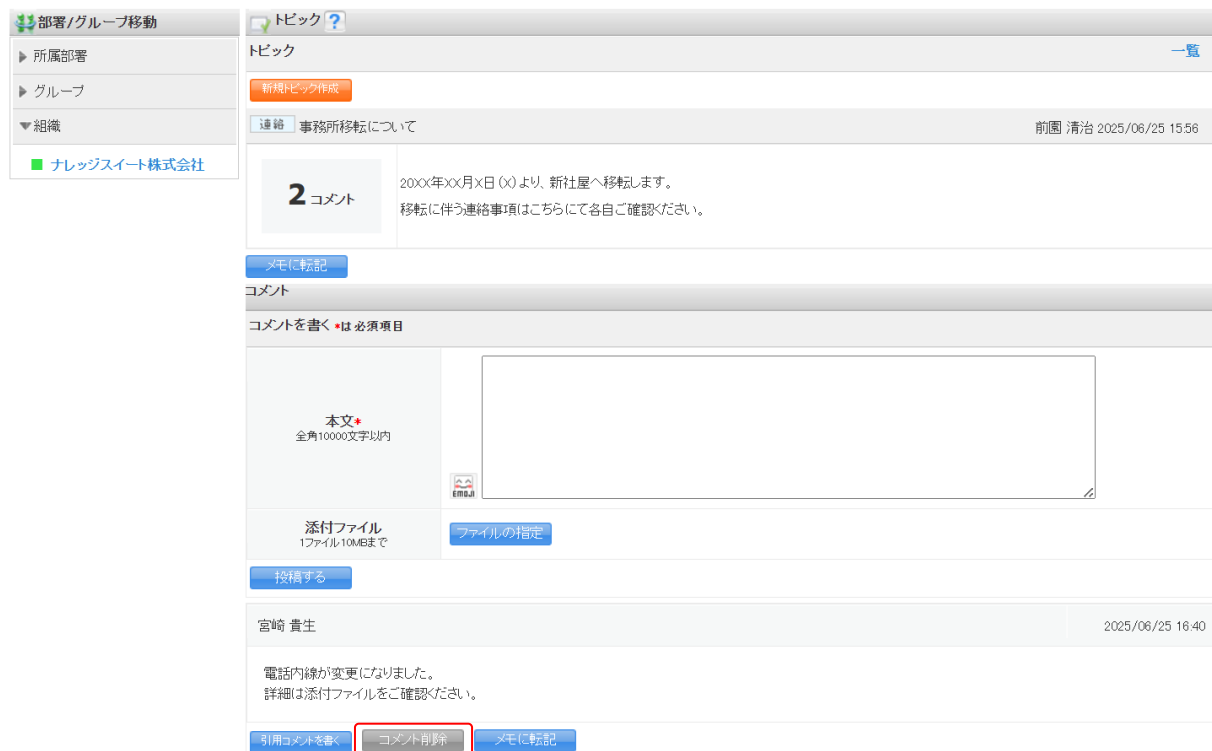 部署/グループ移動
所属部署
グループ
組織
ナレッジスイート株式会社
トピック ?
トピック 一覧
新規トピック作成
連絡 事務所移転について 前園 清治 2025/06/25 15:56
2 コメント
20XX年XX月X日(X)より、新社屋へ移転します。
移転に伴う連絡事項はこちらにて各自ご確認ください。
メモに転記
コメント
コメントを書く *は必須項目
本文*
全角10000文字以内
EMOJI
添付ファイル
1ファイル10MBまで
ファイルの指定
投稿する
宮崎 貴生 2025/06/25 16:40
電話内線が変更になりました。
詳細は添付ファイルをご確認ください。
引用コメントを書く コメント削除 メモに転記